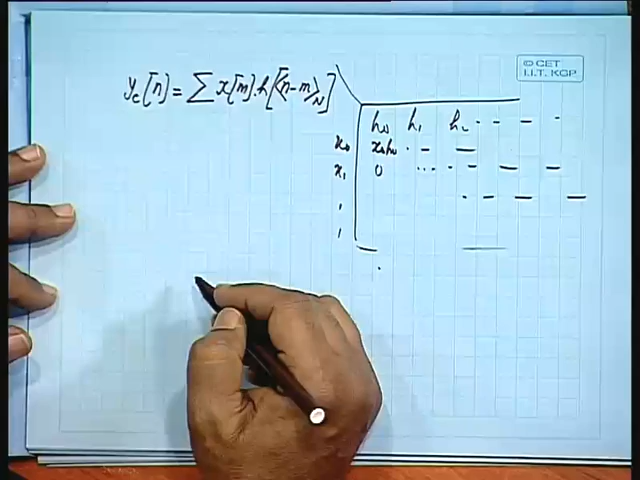 © CET
I.I.T. KGP
y_c[n] = Σ x[m].h[⟨n-m⟩_N]
h₀ h₁ h₂ - - - -
x₀ x₀h₀ . - —
x₁ 0 ... - - — —
' - - — —
'